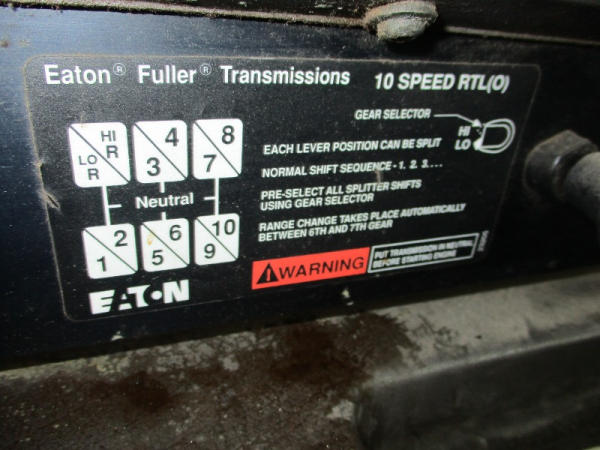 Eaton® Fuller® Transmissions 10 SPEED RTL(O)
GEAR SELECTOR
HI
LO
HI
R
LO
R
4
3
8
7
Neutral
2
1
6
5
10
9
EACH LEVER POSITION CAN BE SPLIT
NORMAL SHIFT SEQUENCE - 1. 2. 3. . . .
PRE-SELECT ALL SPLITTER SHIFTS
USING GEAR SELECTOR
RANGE CHANGE TAKES PLACE AUTOMATICALLY
BETWEEN 6TH AND 7TH GEAR
WARNING
PUT TRANSMISSION IN NEUTRAL
BEFORE STARTING ENGINE
EATON